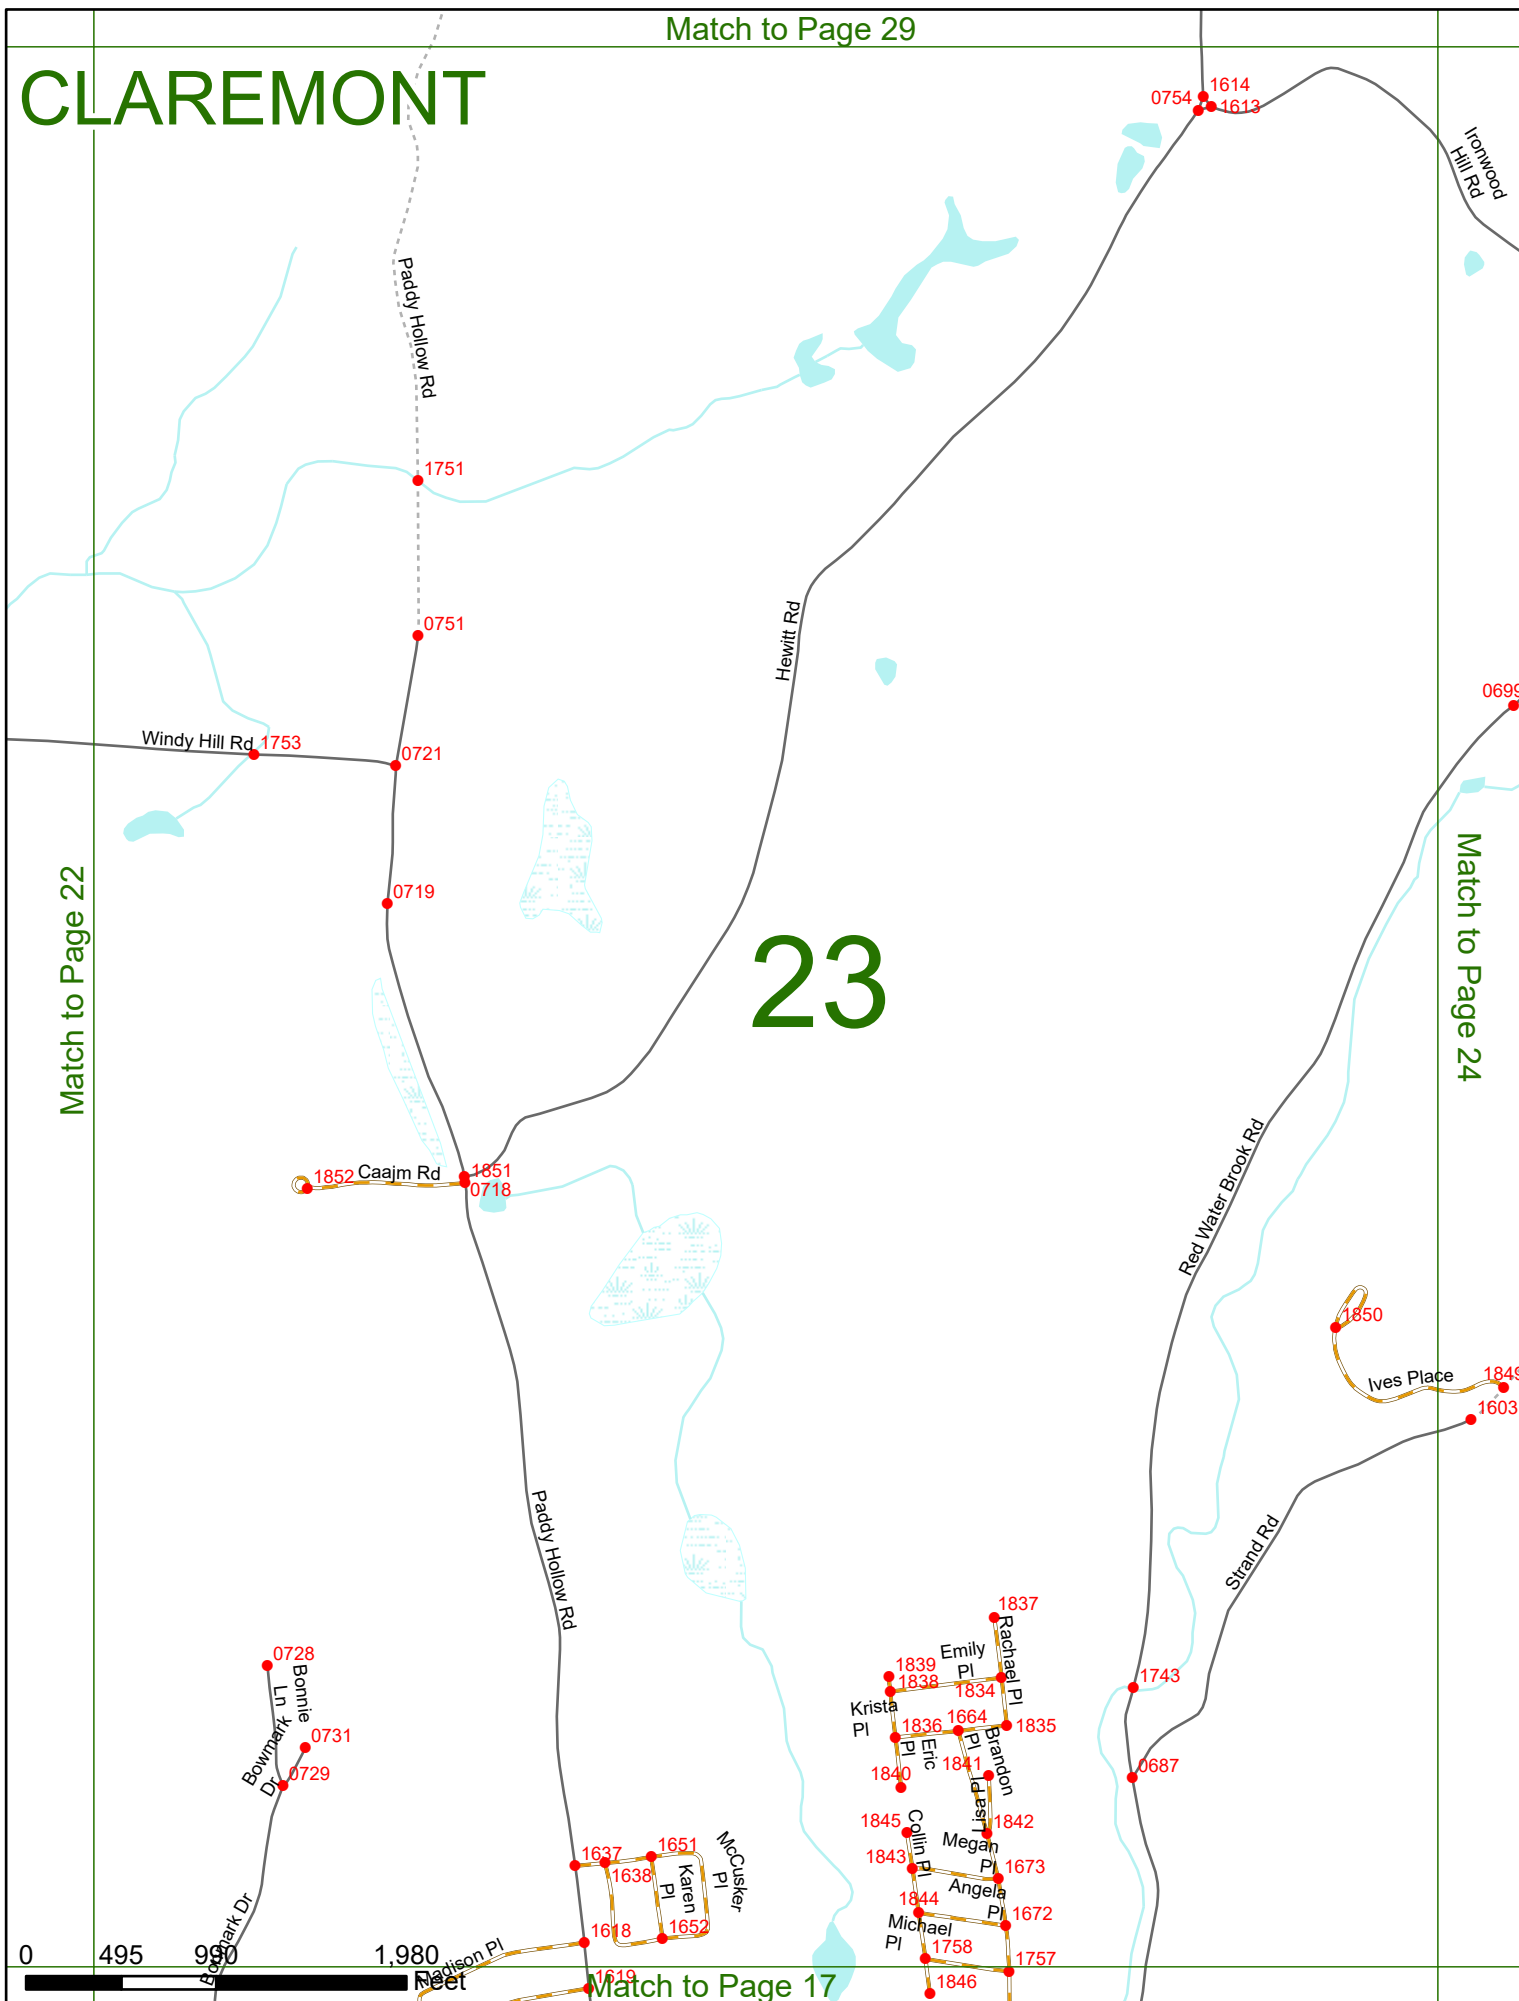 Match to Page 29
CLAREMONT
1614
0754
1613
Ironwood
Hill Rd
Paddy Hollow Rd
1751
Hewitt Rd
0751
0699
Windy Hill Rd
1753
0721
Match to Page 22
0719
23
Match to Page 24
1852
Caajm Rd
1851
0718
Red Water Brook Rd
1850
Ives Place
1849
1603
Paddy Hollow Rd
Strand Rd
1837
Rachael Pl
Emily
Pl
0728
Bonnie
Ln
1839
1838
1834
1743
Krista
Pl
1836
1664
1835
Bowmark
Dr
0731
Eric
Pl
Brandon
Pl
0729
1840
1841
0687
Lisa Pl
1845
Collin Pl
1842
Megan
Pl
1637
1638
1651
McCusker
Pl
Karen
Pl
1843
1673
Angela
Pl
1844
Michael
Pl
1672
Bowmark Dr
1618
1652
1758
1757
0
495
990
1,980
Feet
Madison Pl
1619
1846
Match to Page 17